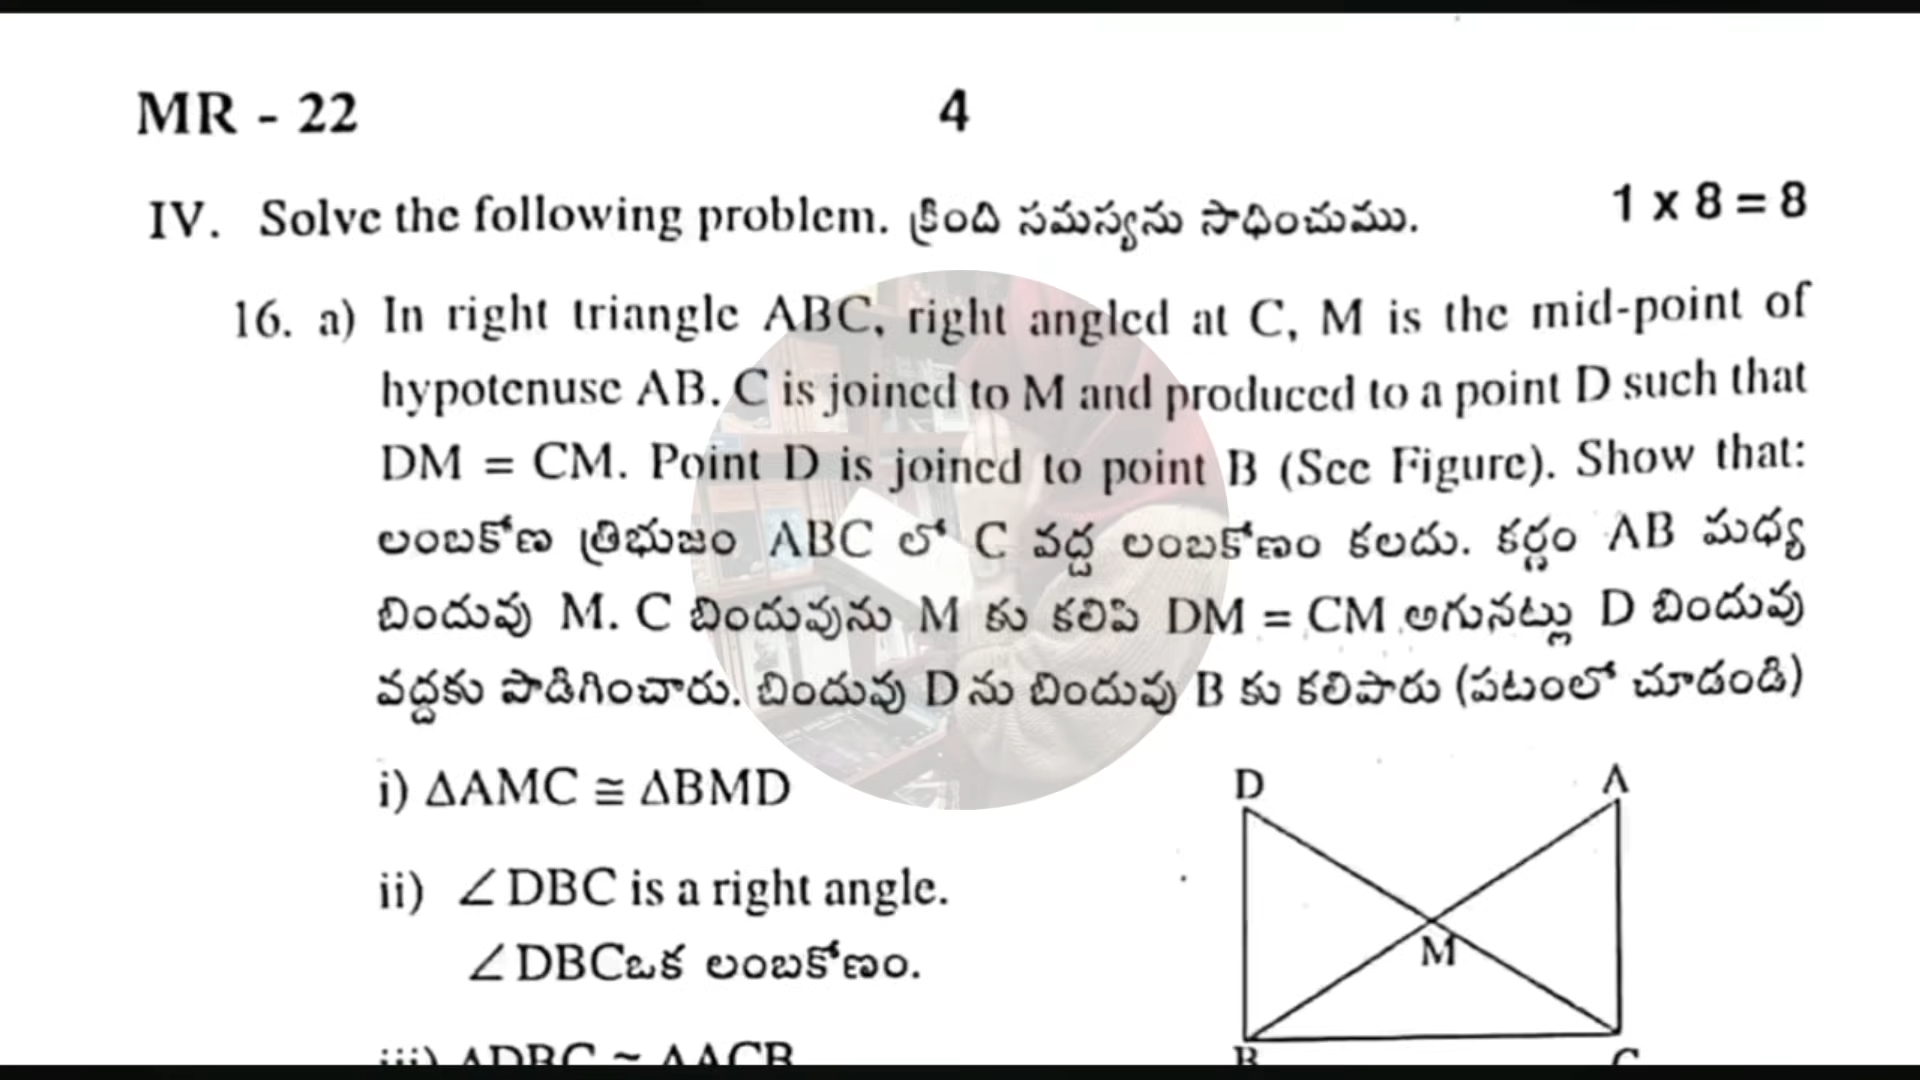 MR - 22
4
IV. Solve the following problem. క్రింది సమస్యను సాధించుము.
1 x 8 = 8
16. a) In right triangle ABC, right angled at C, M is the mid-point of
hypotenuse AB. C is joined to M and produced to a point D such that
DM = CM. Point D is joined to point B (See Figure). Show that:
లంబకోణ త్రిభుజం ABC లో C వద్ద లంబకోణం కలదు. కర్ణం AB మధ్య
బిందువు M. C బిందువును M కు కలిపి DM = CM అగునట్లు D బిందువు
వద్దకు పొడిగించారు. బిందువు D ను బిందువు B కు కలిపారు (పటంలో చూడండి)
i) ΔAMC ≅ ΔBMD
ii) ∠DBC is a right angle.
∠DBC ఒక లంబకోణం.
D
A
M
B
C